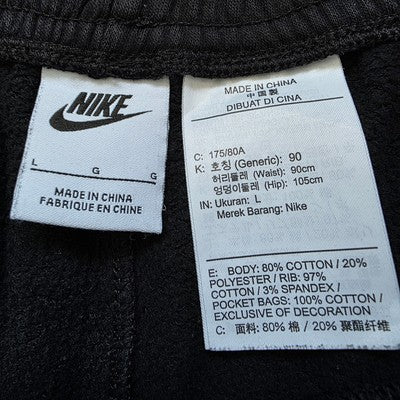 NIKE
L G G
MADE IN CHINA
FABRIQUE EN CHINE
MADE IN CHINA
中国製
DIBUAT DI CINA
C: 175/80A
K: 호칭 (Generic): 90
허리둘레 (Waist): 90cm
엉덩이둘레 (Hip): 105cm
IN: Ukuran: L
Merek Barang: Nike
E: BODY: 80% COTTON / 20%
POLYESTER / RIB: 97%
COTTON / 3% SPANDEX /
POCKET BAGS: 100% COTTON /
EXCLUSIVE OF DECORATION
C: 面料: 80% 棉 / 20% 聚酯纤维